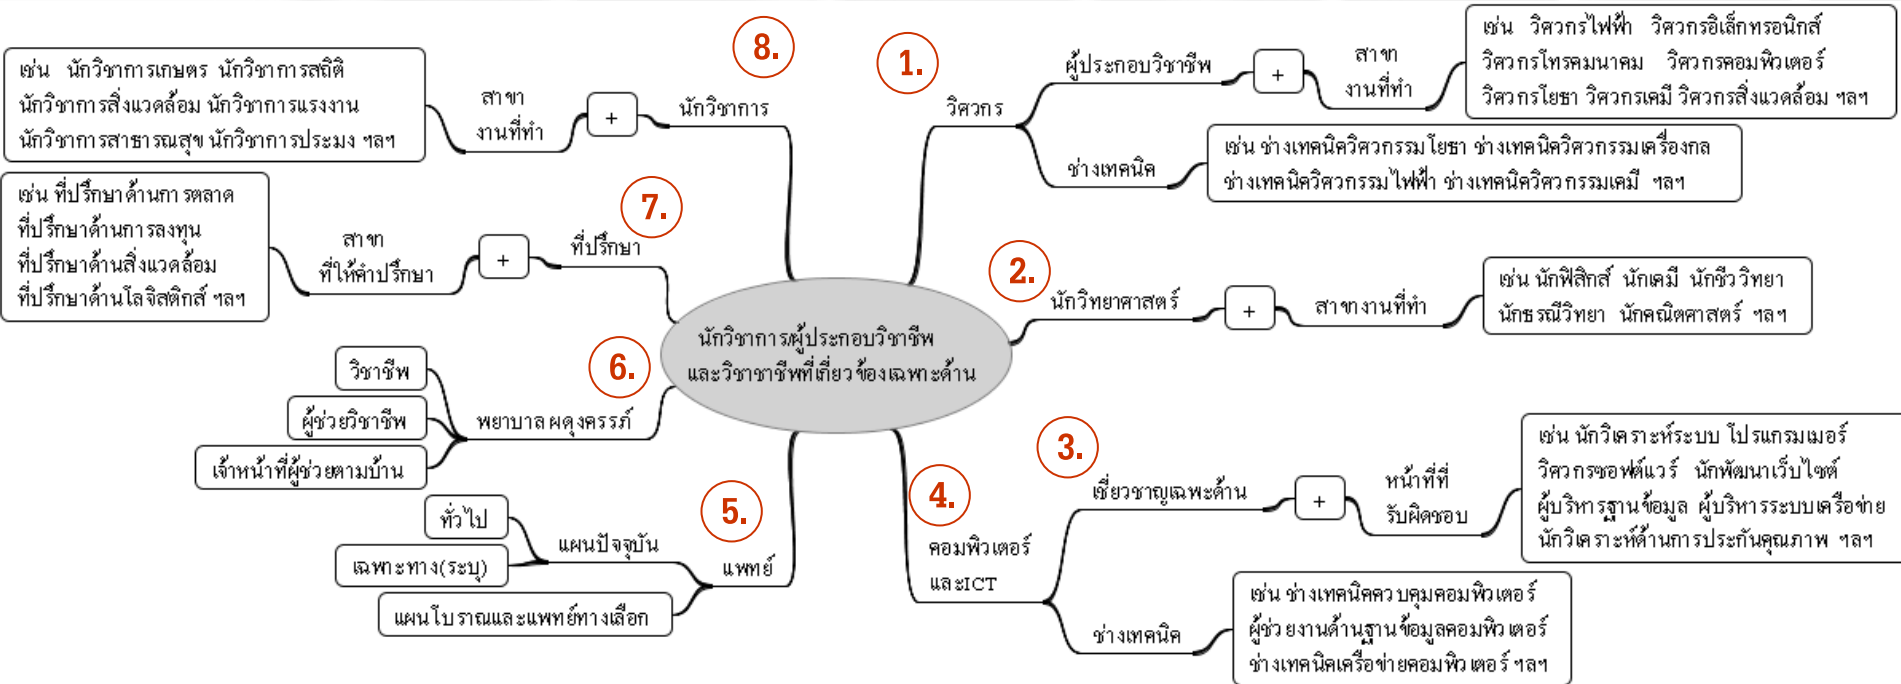 นักวิชาการผู้ประกอบวิชาชีพ
และวิชาชาชีพที่เกี่ยวข้องเฉพาะด้าน
1.
วิศวกร
ผู้ประกอบวิชาชีพ
+
สาขา
งานที่ทำ
เช่น วิศวกรไฟฟ้า วิศวกรอิเล็กทรอนิกส์
วิศวกรโทรคมนาคม วิศวกรคอมพิวเตอร์
วิศวกรโยธา วิศวกรเคมี วิศวกรสิ่งแวดล้อม ฯลฯ
ช่างเทคนิค
เช่น ช่างเทคนิควิศวกรรมโยธา ช่างเทคนิควิศวกรรมเครื่องกล
ช่างเทคนิควิศวกรรมไฟฟ้า ช่างเทคนิควิศวกรรมเคมี ฯลฯ
2.
นักวิทยาศาสตร์
+
สาขางานที่ทำ
เช่น นักฟิสิกส์ นักเคมี นักชีววิทยา
นักธรณีวิทยา นักคณิตศาสตร์ ฯลฯ
3.
เชี่ยวชาญเฉพะด้าน
+
หน้าที่ที่
รับผิดชอบ
เช่น นักวิเคราะห์ระบบ โปรแกรมเมอร์
วิศวกรซอฟต์แวร์ นักพัฒนาเว็บไซต์
ผู้บริหารฐานข้อมูล ผู้บริหารระบบเครือข่าย
นักวิเคราะห์ด้านการประกันคุณภาพ ฯลฯ
4.
คอมพิวเตอร์
และICT
ช่างเทคนิค
เช่น ช่างเทคนิคควบคุมคอมพิวเตอร์
ผู้ช่วยงานด้านฐานข้อมูลคอมพิวเตอร์
ช่างเทคนิคเครือข่ายคอมพิวเตอร์ ฯลฯ
5.
แพทย์
แผนปัจจุบัน
ทั่วไป
เฉพาะทาง(ระบุ)
แผนโบราณและแพทย์ทางเลือก
6.
พยาบาลผดุงครรภ์
วิชาชีพ
ผู้ช่วยวิชาชีพ
เจ้าหน้าที่ผู้ช่วยตามบ้าน
7.
ที่ปรึกษา
+
สาขา
ที่ให้คำปรึกษา
เช่น ที่ปรึกษาด้านการตลาด
ที่ปรึกษาด้านการลงทุน
ที่ปรึกษาด้านสิ่งแวดล้อม
ที่ปรึกษาด้านโลจิสติกส์ ฯลฯ
8.
นักวิชาการ
+
สาขา
งานที่ทำ
เช่น นักวิชาการเกษตร นักวิชาการสถิติ
นักวิชาการสิ่งแวดล้อม นักวิชาการแรงงาน
นักวิชาการสาธารณสุข นักวิชาการประมง ฯลฯ